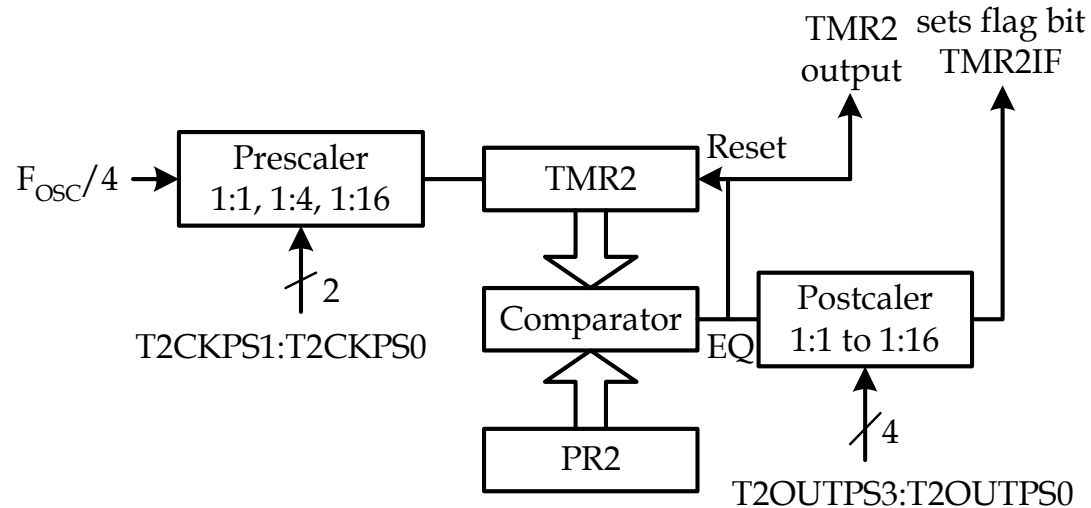 TMR2
output
sets flag bit
TMR2IF
F_OSC/4
Prescaler
1:1, 1:4, 1:16
TMR2
Reset
2
T2CKPS1:T2CKPS0
Comparator
EQ
Postcaler
1:1 to 1:16
PR2
4
T2OUTPS3:T2OUTPS0